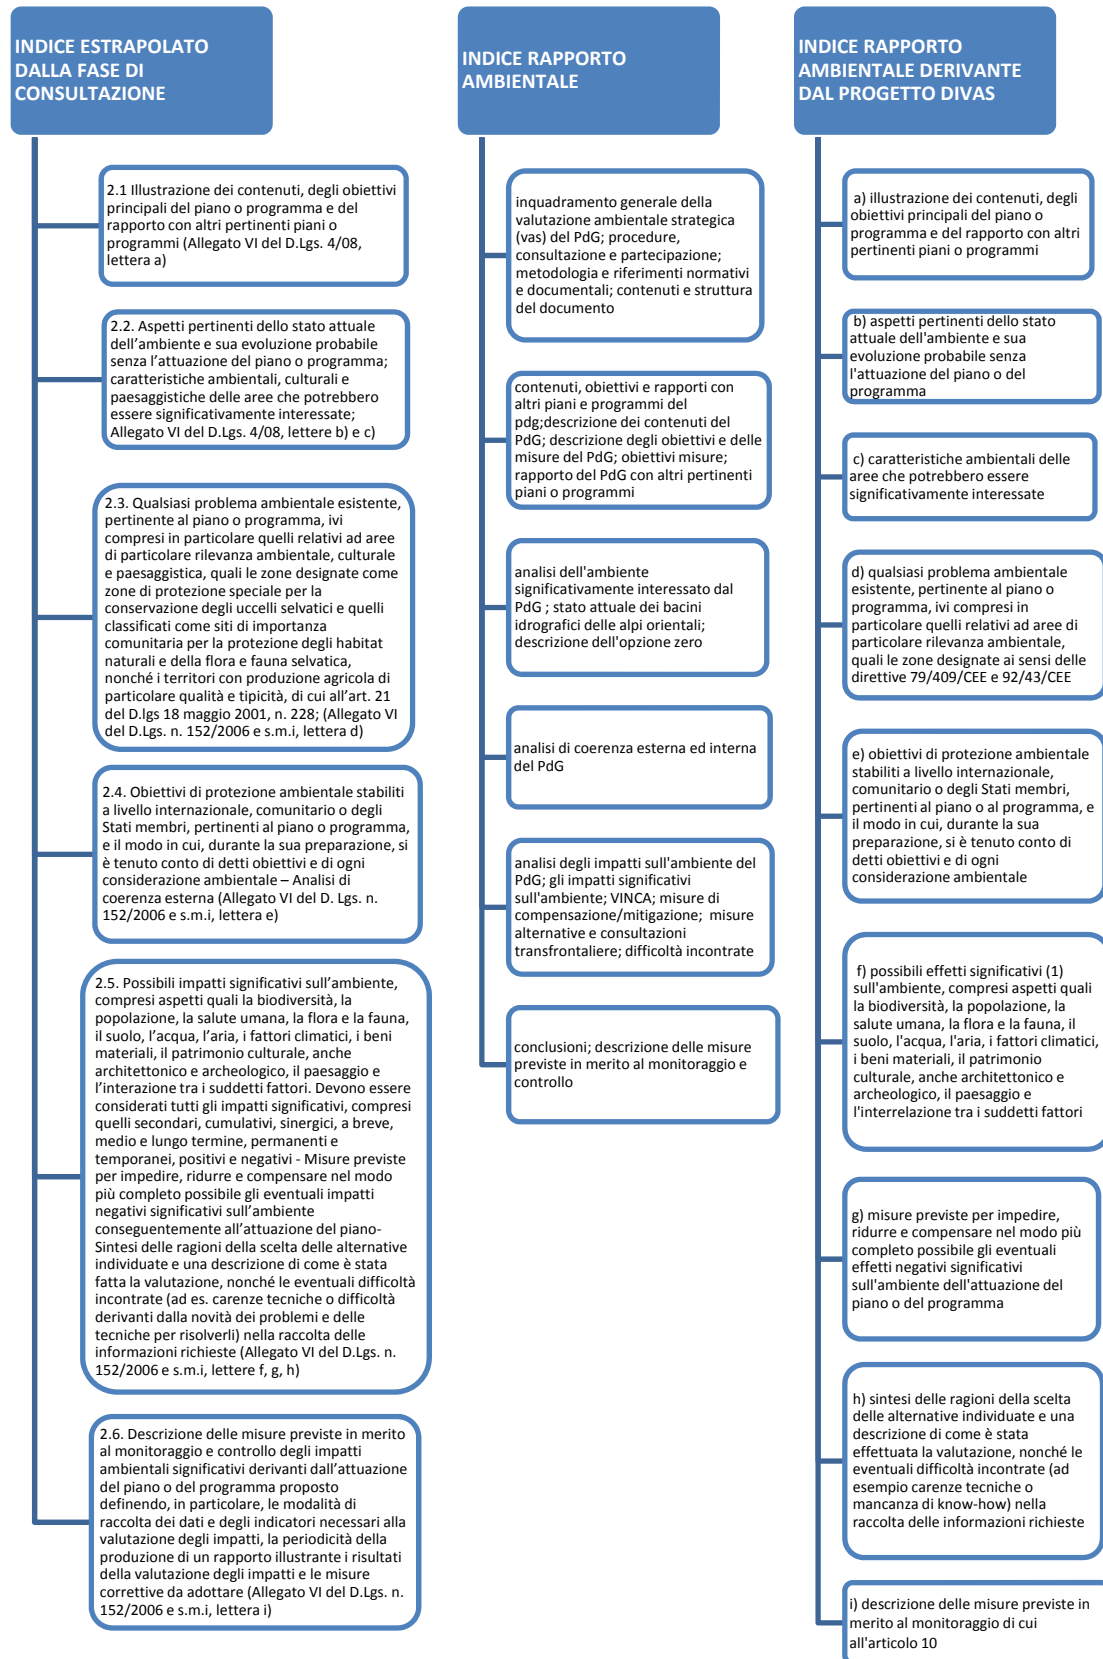 INDICE ESTRAPOLATO
DALLA FASE DI
CONSULTAZIONE
2.1 Illustrazione dei contenuti, degli obiettivi
principali del piano o programma e del
rapporto con altri pertinenti piani o
programmi (Allegato VI del D.Lgs. 4/08,
lettera a)
2.2. Aspetti pertinenti dello stato attuale
dell’ambiente e sua evoluzione probabile
senza l’attuazione del piano o programma;
caratteristiche ambientali, culturali e
paesaggistiche delle aree che potrebbero
essere significativamente interessate;
Allegato VI del D.Lgs. 4/08, lettere b) e c)
2.3. Qualsiasi problema ambientale esistente,
pertinente al piano o programma, ivi
compresi in particolare quelli relativi ad aree
di particolare rilevanza ambientale, culturale
e paesaggistica, quali le zone designate come
zone di protezione speciale per la
conservazione degli uccelli selvatici e quelli
classificati come siti di importanza
comunitaria per la protezione degli habitat
naturali e della flora e fauna selvatica,
nonché i territori con produzione agricola di
particolare qualità e tipicità, di cui all’art. 21
del D.lgs 18 maggio 2001, n. 228; (Allegato VI
del D.Lgs. n. 152/2006 e s.m.i, lettera d)
2.4. Obiettivi di protezione ambientale stabiliti
a livello internazionale, comunitario o degli
Stati membri, pertinenti al piano o programma,
e il modo in cui, durante la sua preparazione, si
è tenuto conto di detti obiettivi e di ogni
considerazione ambientale – Analisi di
coerenza esterna (Allegato VI del D. Lgs. n.
152/2006 e s.m.i, lettera e)
2.5. Possibili impatti significativi sull’ambiente,
compresi aspetti quali la biodiversità, la
popolazione, la salute umana, la flora e la fauna,
il suolo, l’acqua, l’aria, i fattori climatici, i beni
materiali, il patrimonio culturale, anche
architettonico e archeologico, il paesaggio e
l’interazione tra i suddetti fattori. Devono essere
considerati tutti gli impatti significativi, compresi
quelli secondari, cumulativi, sinergici, a breve,
medio e lungo termine, permanenti e
temporanei, positivi e negativi - Misure previste
per impedire, ridurre e compensare nel modo
più completo possibile gli eventuali impatti
negativi significativi sull’ambiente
conseguentemente all’attuazione del piano-
Sintesi delle ragioni della scelta delle alternative
individuate e una descrizione di come è stata
fatta la valutazione, nonché le eventuali difficoltà
incontrate (ad es. carenze tecniche o difficoltà
derivanti dalla novità dei problemi e delle
tecniche per risolverli) nella raccolta delle
informazioni richieste (Allegato VI del D.Lgs. n.
152/2006 e s.m.i, lettere f, g, h)
2.6. Descrizione delle misure previste in merito
al monitoraggio e controllo degli impatti
ambientali significativi derivanti dall’attuazione
del piano o del programma proposto
definendo, in particolare, le modalità di
raccolta dei dati e degli indicatori necessari alla
valutazione degli impatti, la periodicità della
produzione di un rapporto illustrante i risultati
della valutazione degli impatti e le misure
correttive da adottare (Allegato VI del D.Lgs. n.
152/2006 e s.m.i, lettera i)
INDICE RAPPORTO
AMBIENTALE
inquadramento generale della
valutazione ambientale strategica
(vas) del PdG; procedure,
consultazione e partecipazione;
metodologia e riferimenti normativi
e documentali; contenuti e struttura
del documento
contenuti, obiettivi e rapporti con
altri piani e programmi del
pdg;descrizione dei contenuti del
PdG; descrizione degli obiettivi e delle
misure del PdG; obiettivi misure;
rapporto del PdG con altri pertinenti
piani o programmi
analisi dell'ambiente
significativamente interessato dal
PdG ; stato attuale dei bacini
idrografici delle alpi orientali;
descrizione dell'opzione zero
analisi di coerenza esterna ed interna
del PdG
analisi degli impatti sull'ambiente del
PdG; gli impatti significativi
sull'ambiente; VINCA; misure di
compensazione/mitigazione; misure
alternative e consultazioni
transfrontaliere; difficoltà incontrate
conclusioni; descrizione delle misure
previste in merito al monitoraggio e
controllo
INDICE RAPPORTO
AMBIENTALE DERIVANTE
DAL PROGETTO DIVAS
a) illustrazione dei contenuti, degli
obiettivi principali del piano o
programma e del rapporto con altri
pertinenti piani o programmi
b) aspetti pertinenti dello stato
attuale dell'ambiente e sua
evoluzione probabile senza
l'attuazione del piano o del
programma
c) caratteristiche ambientali delle
aree che potrebbero essere
significativamente interessate
d) qualsiasi problema ambientale
esistente, pertinente al piano o
programma, ivi compresi in
particolare quelli relativi ad aree di
particolare rilevanza ambientale,
quali le zone designate ai sensi delle
direttive 79/409/CEE e 92/43/CEE
e) obiettivi di protezione ambientale
stabiliti a livello internazionale,
comunitario o degli Stati membri,
pertinenti al piano o al programma, e
il modo in cui, durante la sua
preparazione, si è tenuto conto di
detti obiettivi e di ogni
considerazione ambientale
f) possibili effetti significativi (1)
sull'ambiente, compresi aspetti quali
la biodiversità, la popolazione, la
salute umana, la flora e la fauna, il
suolo, l'acqua, l'aria, i fattori climatici,
i beni materiali, il patrimonio
culturale, anche architettonico e
archeologico, il paesaggio e
l'interrelazione tra i suddetti fattori
g) misure previste per impedire,
ridurre e compensare nel modo più
completo possibile gli eventuali
effetti negativi significativi
sull'ambiente dell'attuazione del
piano o del programma
h) sintesi delle ragioni della scelta
delle alternative individuate e una
descrizione di come è stata
effettuata la valutazione, nonché le
eventuali difficoltà incontrate (ad
esempio carenze tecniche o
mancanza di know-how) nella
raccolta delle informazioni richieste
i) descrizione delle misure previste in
merito al monitoraggio di cui
all'articolo 10